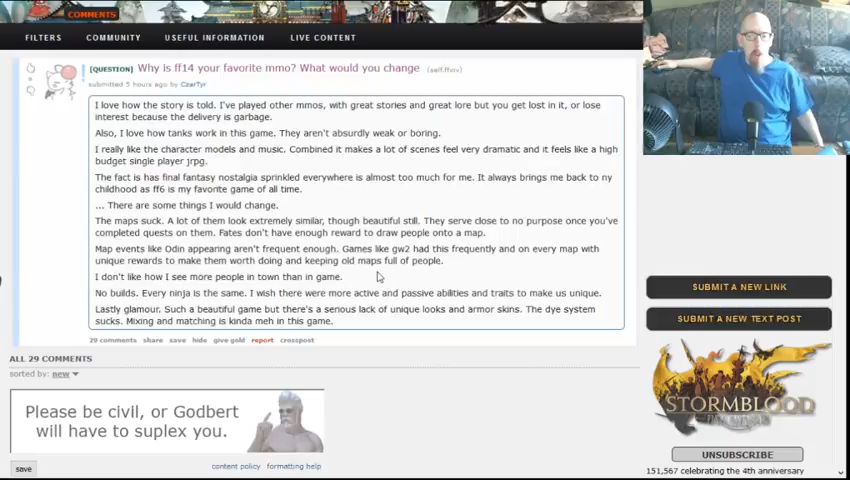 COMMENTS
FILTERS COMMUNITY USEFUL INFORMATION LIVE CONTENT
[QUESTION] Why is ff14 your favorite mmo? What would you change (self.ffxiv)
submitted 5 hours ago by CzarTyr
I love how the story is told. I've played other mmos, with great stories and great lore but you get lost in it, or lose
interest because the delivery is garbage.
Also, I love how tanks work in this game. They aren't absurdly weak or boring.
I really like the character models and music. Combined it makes a lot of scenes feel very dramatic and it feels like a high
budget single player jrpg.
The fact is has final fantasy nostalgia sprinkled everywhere is almost too much for me. It always brings me back to ny
childhood as ff6 is my favorite game of all time.
... There are some things I would change.
The maps suck. A lot of them look extremely similar, though beautiful still. They serve close to no purpose once you've
completed quests on them. Fates don't have enough reward to draw people onto a map.
Map events like Odin appearing aren't frequent enough. Games like gw2 had this frequently and on every map with
unique rewards to make them worth doing and keeping old maps full of people.
I don't like how I see more people in town than in game.
No builds. Every ninja is the same. I wish there were more active and passive abilities and traits to make us unique.
Lastly glamour. Such a beautiful game but there's a serious lack of unique looks and armor skins. The dye system
sucks. Mixing and matching is kinda meh in this game.
29 comments share save hide give gold report crosspost
ALL 29 COMMENTS
sorted by: new
Please be civil, or Godbert
will have to suplex you.
content policy formatting help
save
SUBMIT A NEW LINK
SUBMIT A NEW TEXT POST
STORMBLOOD
UNSUBSCRIBE
151,567 celebrating the 4th anniversary